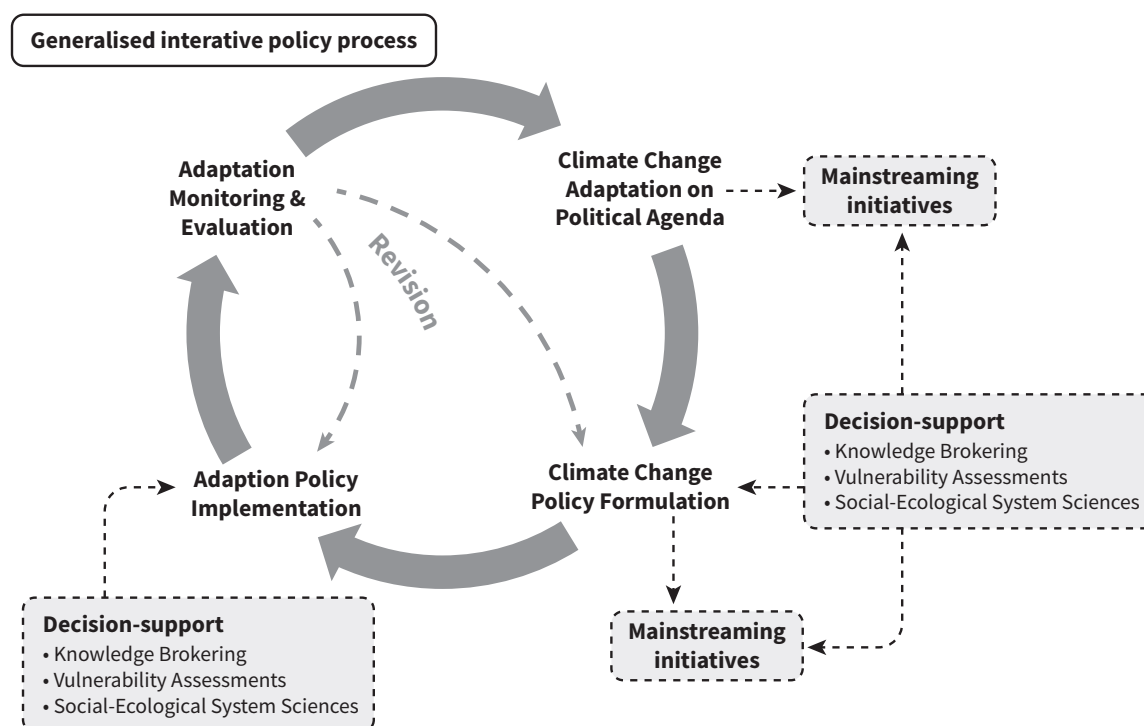 Generalised interative policy process
Adaptation
Monitoring &
Evaluation
Climate Change
Adaptation on
Political Agenda
Mainstreaming
initiatives
Revision
Decision-support
• Knowledge Brokering
• Vulnerability Assessments
• Social-Ecological System Sciences
Adaption Policy
Implementation
Climate Change
Policy Formulation
Decision-support
• Knowledge Brokering
• Vulnerability Assessments
• Social-Ecological System Sciences
Mainstreaming
initiatives